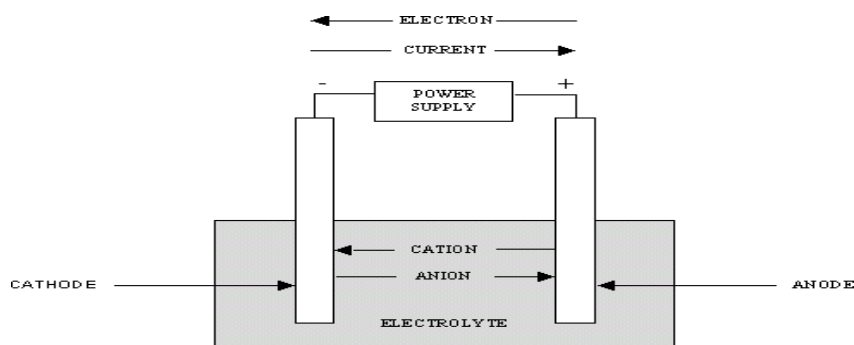 ELECTRON
CURRENT
- +
POWER
SUPPLY
CATION
ANION
CATHODE
ANODE
ELECTROLYTE